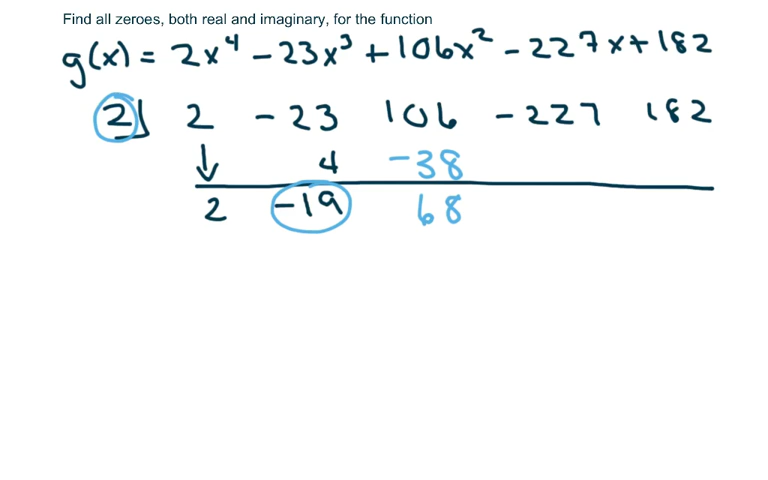 Find all zeroes, both real and imaginary, for the function
g(x) = 2x⁴ - 23x³ + 106x² - 227x + 182
2 2 - 23 106 - 227 182
↓ 4 -38
2 -19 68